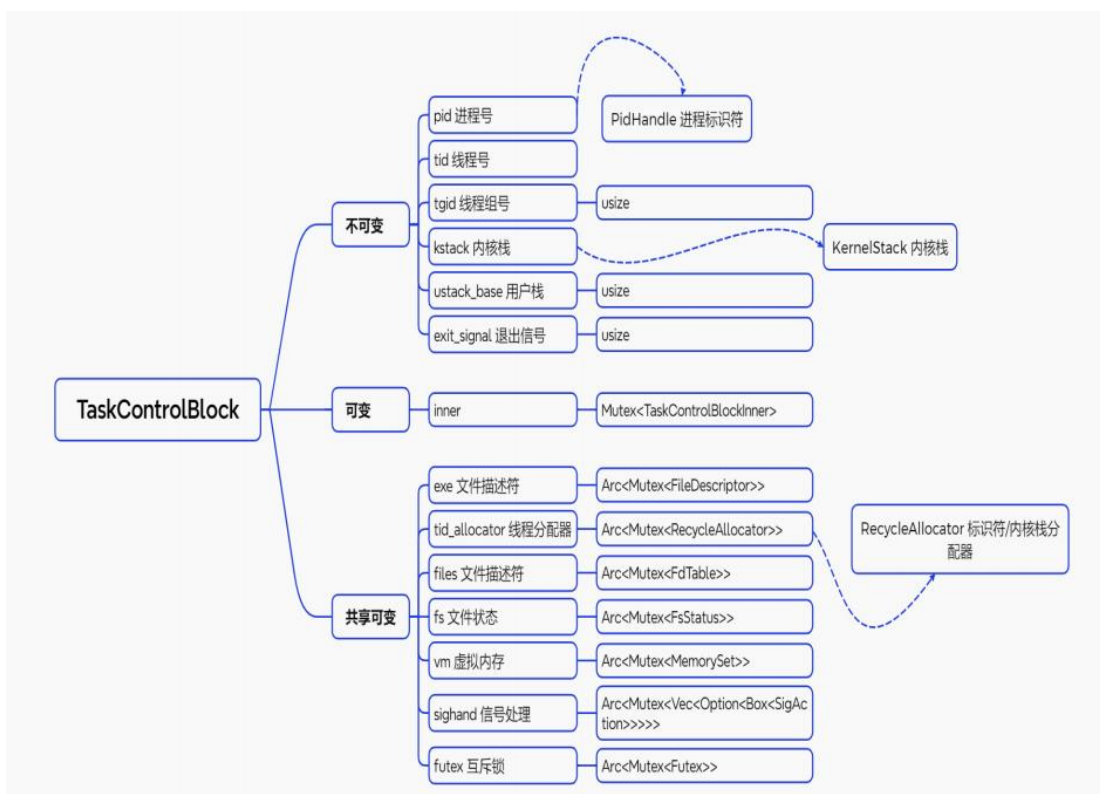 TaskControlBlock
不可变
pid 进程号
PidHandle 进程标识符
tid 线程号
tgid 线程组号
usize
kstack 内核栈
KernelStack 内核栈
ustack_base 用户栈
usize
exit_signal 退出信号
usize
可变
inner
Mutex<TaskControlBlockInner>
共享可变
exe 文件描述符
Arc<Mutex<FileDescriptor>>
tid_allocator 线程分配器
Arc<Mutex<RecycleAllocator>>
RecycleAllocator 标识符/内核栈分
配器
files 文件描述符
Arc<Mutex<FdTable>>
fs 文件状态
Arc<Mutex<FsStatus>>
vm 虚拟内存
Arc<Mutex<MemorySet>>
sighand 信号处理
Arc<Mutex<Vec<Option<Box<SigAc
tion>>>>>
futex 互斥锁
Arc<Mutex<Futex>>